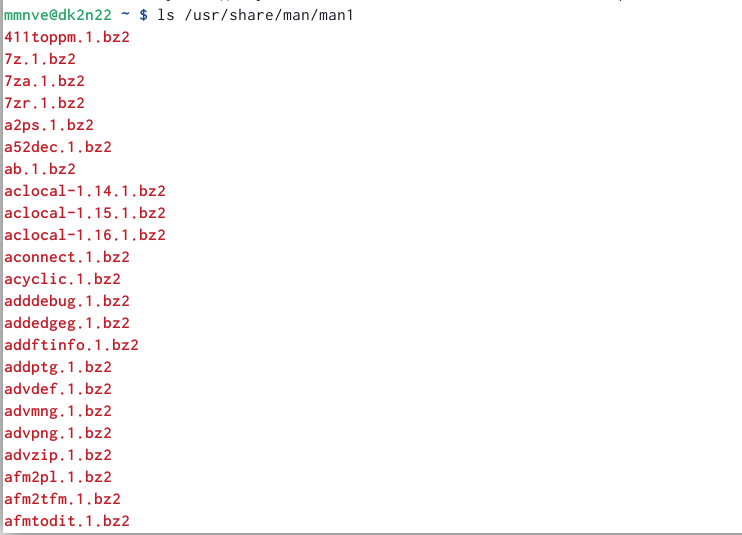 mmnve@dk2n22 ~ $ ls /usr/share/man/man1
411toppm.1.bz2
7z.1.bz2
7za.1.bz2
7zr.1.bz2
a2ps.1.bz2
a52dec.1.bz2
ab.1.bz2
aclocal-1.14.1.bz2
aclocal-1.15.1.bz2
aclocal-1.16.1.bz2
aconnect.1.bz2
acyclic.1.bz2
adddebug.1.bz2
addedgeg.1.bz2
addftinfo.1.bz2
addptg.1.bz2
advdef.1.bz2
advmng.1.bz2
advpng.1.bz2
advzip.1.bz2
afm2pl.1.bz2
afm2tfm.1.bz2
afmtodit.1.bz2